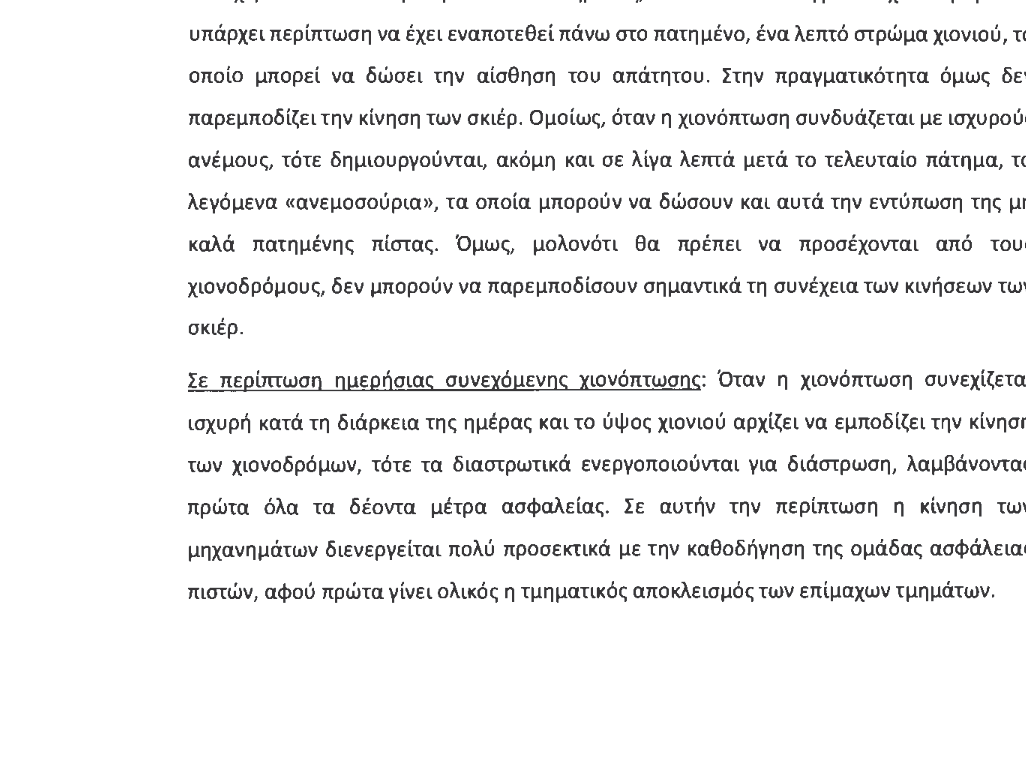 υπάρχει περίπτωση να έχει εναποτεθεί πάνω στο πατημένο, ένα λεπτό στρώμα χιονιού,
οποίο μπορεί να δώσει την αίσθηση του απάτητου. Στην πραγματικότητα όμως
παρεμποδίζει την κίνηση των σκιέρ. Ομοίως, όταν η χιονόπτωση συνδυάζεται με ισχυρούς
ανέμους, τότε δημιουργούνται, ακόμη και σε λίγα λεπτά μετά το τελευταίο πάτημα,
λεγόμενα «ανεμοσούρια», τα οποία μπορούν να δώσουν και αυτά την εντύπωση της
καλά πατημένης πίστας. Όμως, μολονότι θα πρέπει να προσέχονται από τους
χιονοδρόμους, δεν μπορούν να παρεμποδίσουν σημαντικά τη συνέχεια των κινήσεων των
σκιέρ.
Σε περίπτωση ημερήσιας συνεχόμενης χιονόπτωσης: Όταν η χιονόπτωση συνεχίζεται
ισχυρή κατά τη διάρκεια της ημέρας και το ύψος χιονιού αρχίζει να εμποδίζει την κίνηση
των χιονοδρόμων, τότε τα διαστρωτικά ενεργοποιούνται για διάστρωση, λαμβάνοντας
πρώτα όλα τα δέοντα μέτρα ασφαλείας. Σε αυτήν την περίπτωση η κίνηση των
μηχανημάτων διενεργείται πολύ προσεκτικά με την καθοδήγηση της ομάδας ασφάλειας
πιστών, αφού πρώτα γίνει ολικός η τμηματικός αποκλεισμός των επίμαχων τμημάτων.